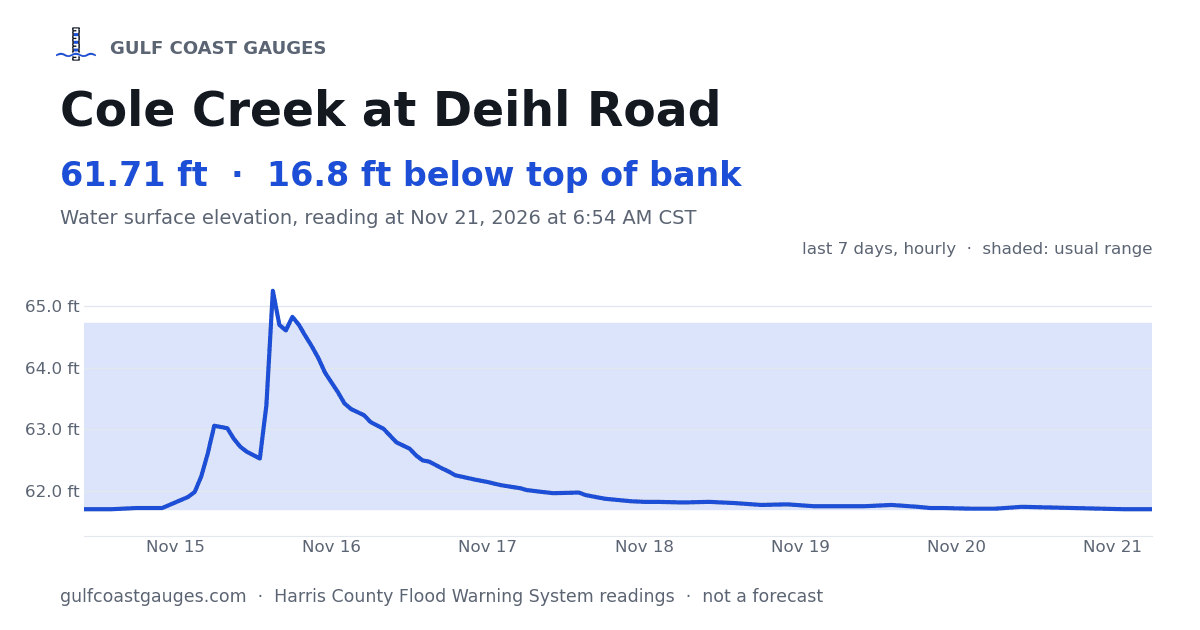 GULF COAST GAUGES
Cole Creek at Deihl Road
61.71 ft · 16.8 ft below top of bank
Water surface elevation, reading at Nov 21, 2026 at 6:54 AM CST
last 7 days, hourly · shaded: usual range
65.0 ft
64.0 ft
63.0 ft
62.0 ft
Nov 15 Nov 16 Nov 17 Nov 18 Nov 19 Nov 20 Nov 21
gulfcoastgauges.com · Harris County Flood Warning System readings · not a forecast